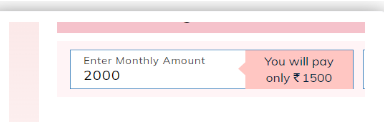 Enter Monthly Amount
2000
You will pay
only ₹ 1500